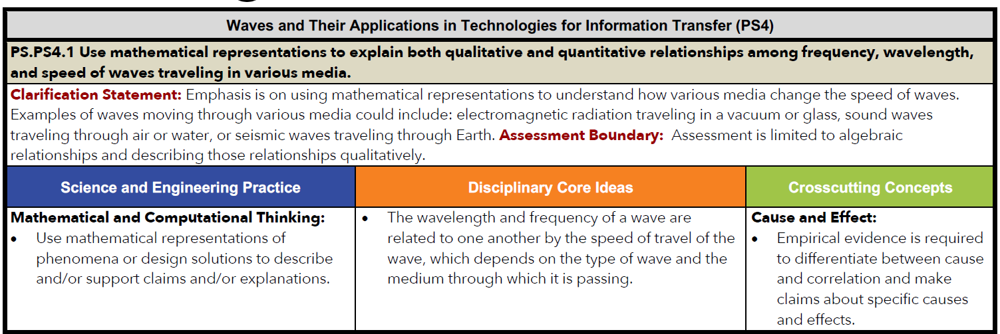 Waves and Their Applications in Technologies for Information Transfer (PS4)
PS.PS4.1 Use mathematical representations to explain both qualitative and quantitative relationships among frequency, wavelength,
and speed of waves traveling in various media.
Clarification Statement: Emphasis is on using mathematical representations to understand how various media change the speed of waves.
Examples of waves moving through various media could include: electromagnetic radiation traveling in a vacuum or glass, sound waves
traveling through air or water, or seismic waves traveling through Earth. Assessment Boundary: Assessment is limited to algebraic
relationships and describing those relationships qualitatively.
Science and Engineering Practice
Disciplinary Core Ideas
Crosscutting Concepts
Mathematical and Computational Thinking:
• Use mathematical representations of
phenomena or design solutions to describe
and/or support claims and/or explanations.
• The wavelength and frequency of a wave are
related to one another by the speed of travel of the
wave, which depends on the type of wave and the
medium through which it is passing.
Cause and Effect:
• Empirical evidence is required
to differentiate between cause
and correlation and make
claims about specific causes
and effects.